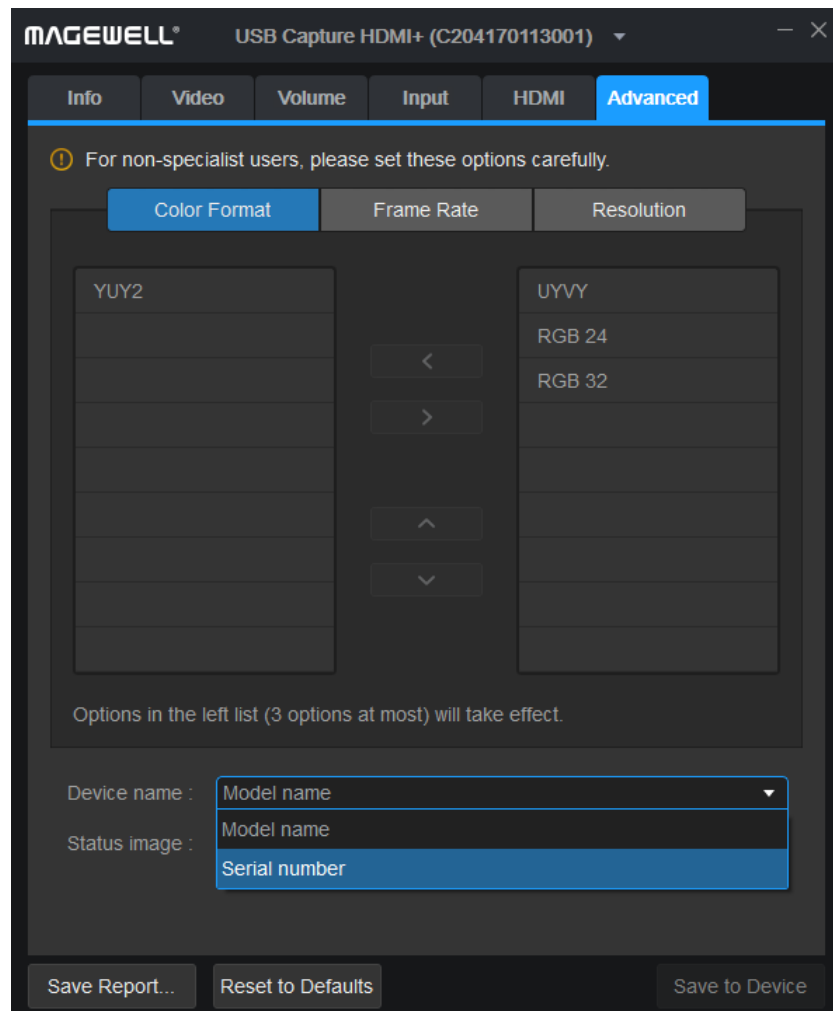 MAGEWELL® USB Capture HDMI+ (C204170113001)
Info Video Volume Input HDMI Advanced
For non-specialist users, please set these options carefully.
Color Format Frame Rate Resolution
YUY2 UYVY
RGB 24
RGB 32
Options in the left list (3 options at most) will take effect.
Device name : Model name
Model name
Status image :
Serial number
Save Report... Reset to Defaults Save to Device